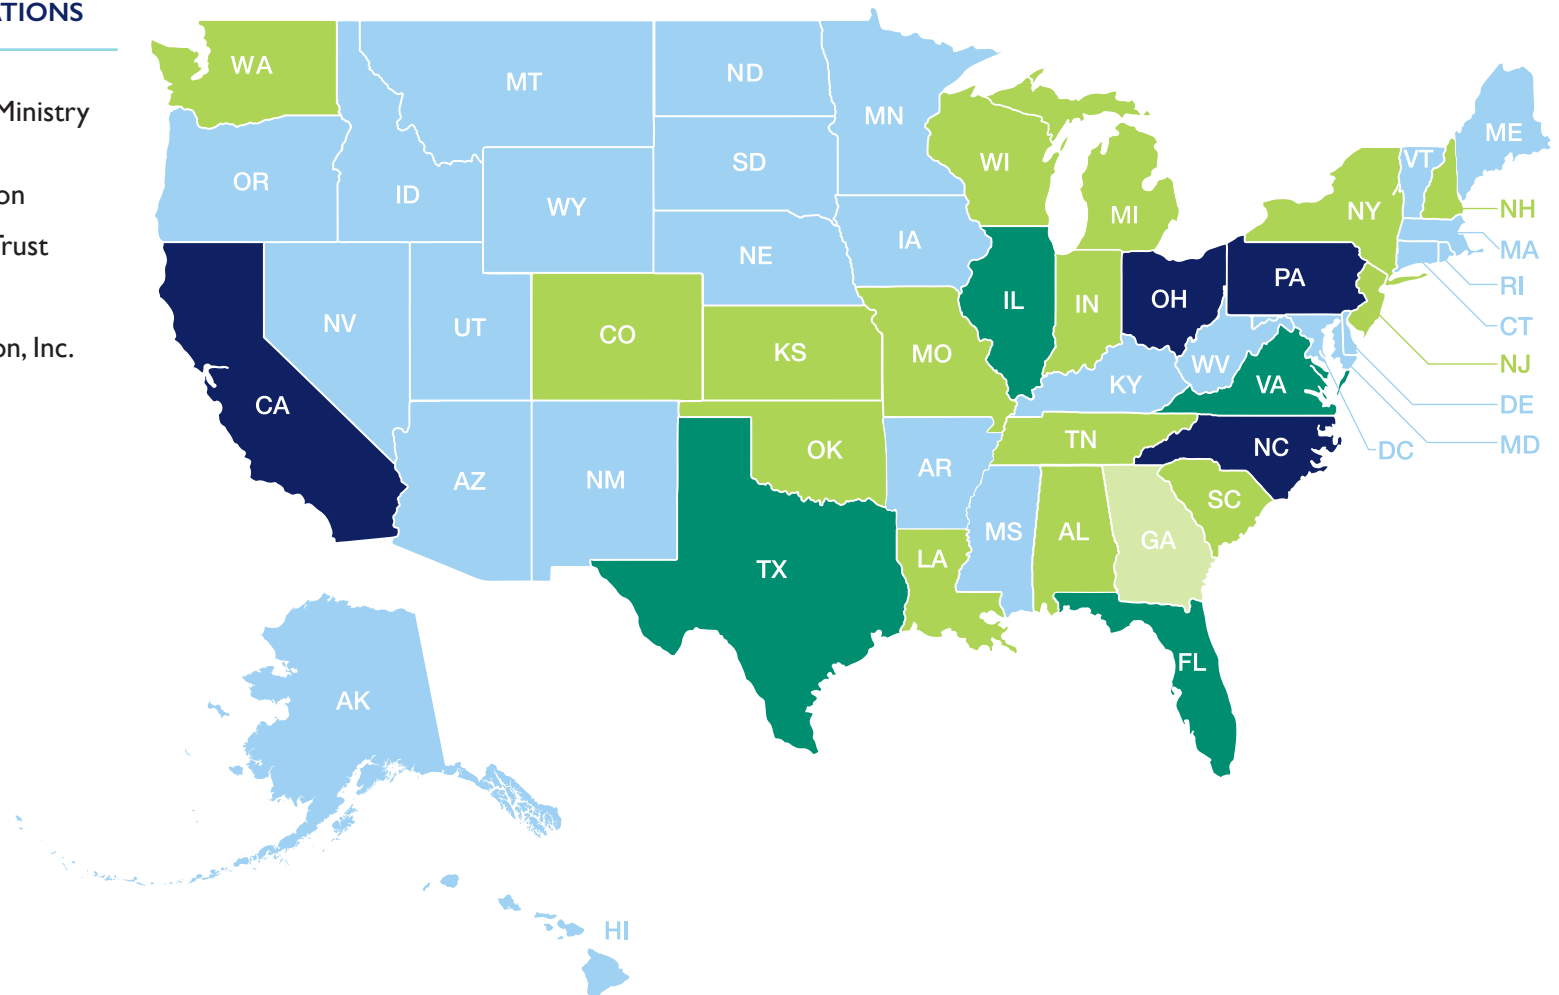 ATIONS
Ministry
on
Trust
on, Inc.
WA
MT
ND
MN
ME
VT
OR
ID
SD
WI
MI
NY
NH
WY
IA
MA
NE
PA
RI
NV
UT
CO
KS
MO
IL
IN
OH
CT
NJ
WV
KY
VA
DE
CA
MD
DC
TN
NC
OK
AR
AZ
NM
SC
MS
AL
GA
LA
TX
FL
AK
HI